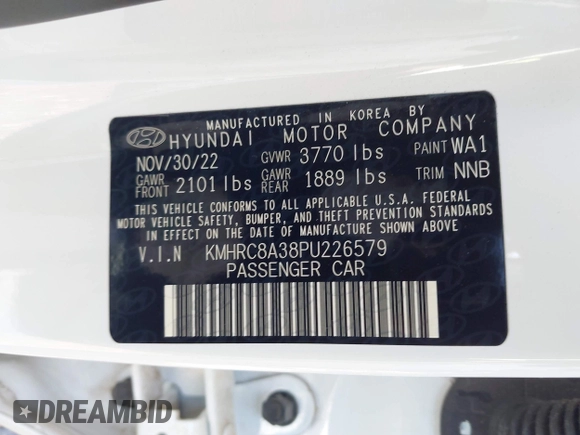 MANUFACTURED IN KOREA BY
HYUNDAI MOTOR COMPANY
NOV/30/22 GVWR 3770 lbs PAINT WA1
GAWR FRONT 2101 lbs GAWR REAR 1889 lbs TRIM NNB
THIS VEHICLE CONFORMS TO ALL APPLICABLE U.S.A. FEDERAL
MOTOR VEHICLE SAFETY, BUMPER, AND THEFT PREVENTION STANDARDS
IN EFFECT ON THE DATE OF MANUFACTURE SHOWN ABOVE.
V.I.N KMHRC8A38PU226579
PASSENGER CAR
DREAMBID